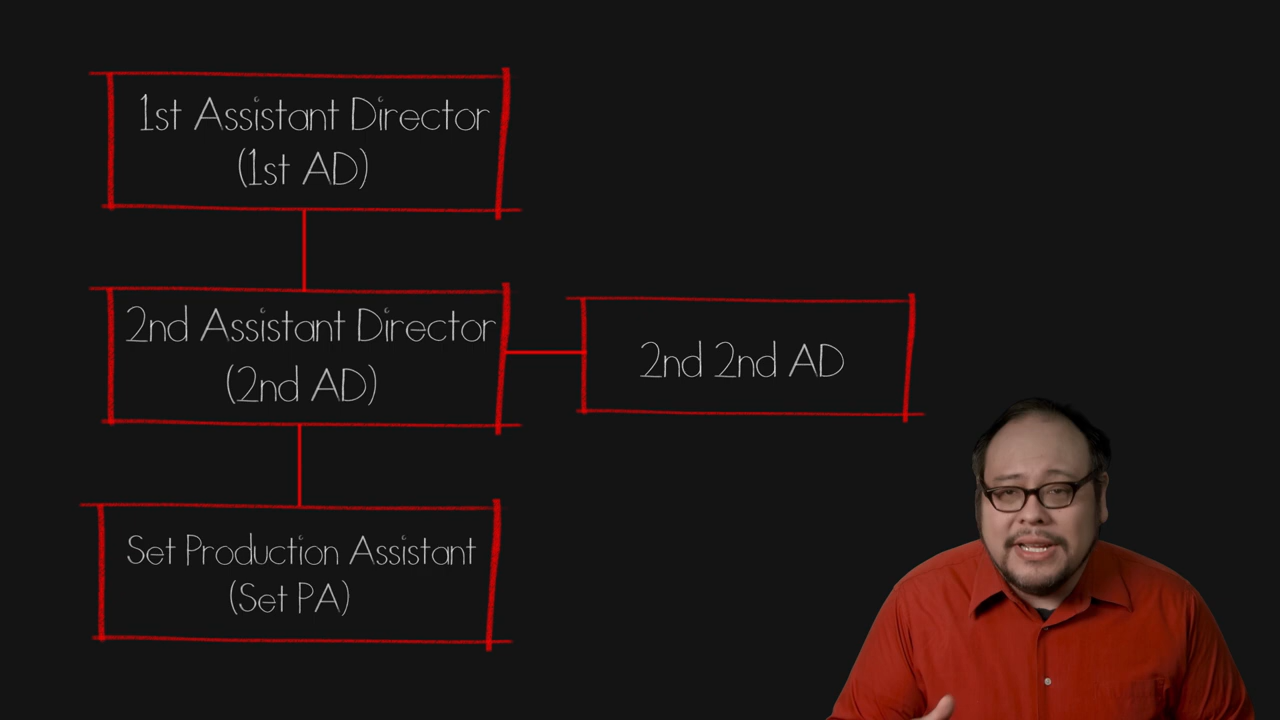 1st Assistant Director
(1st AD)
2nd Assistant Director
(2nd AD)
2nd 2nd AD
Set Production Assistant
(Set PA)